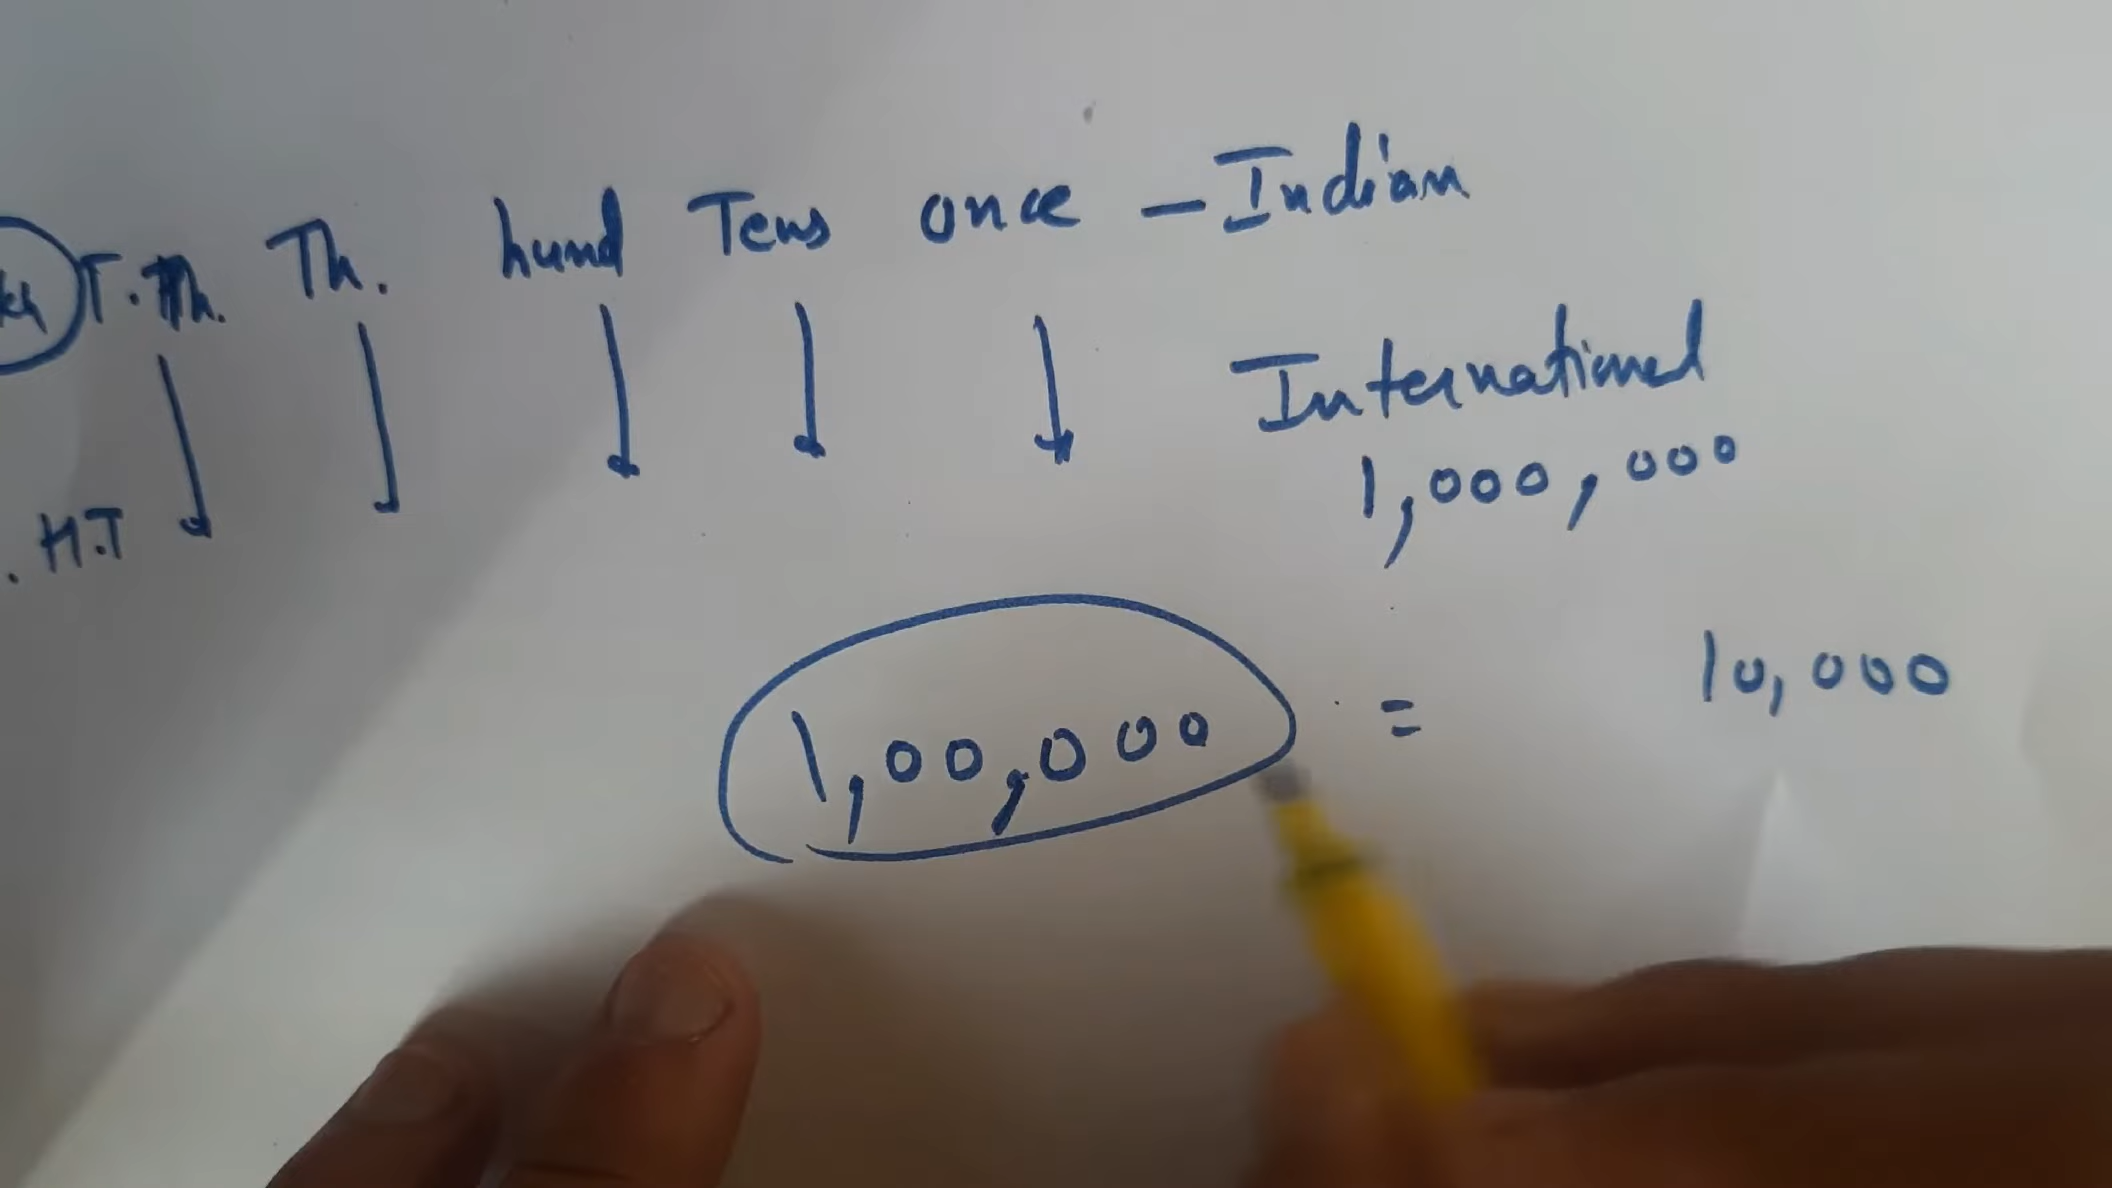 T.Th. Th. hund Tens once - Indian
International
1,000,000
. H.T
10,000
1,00,000 =